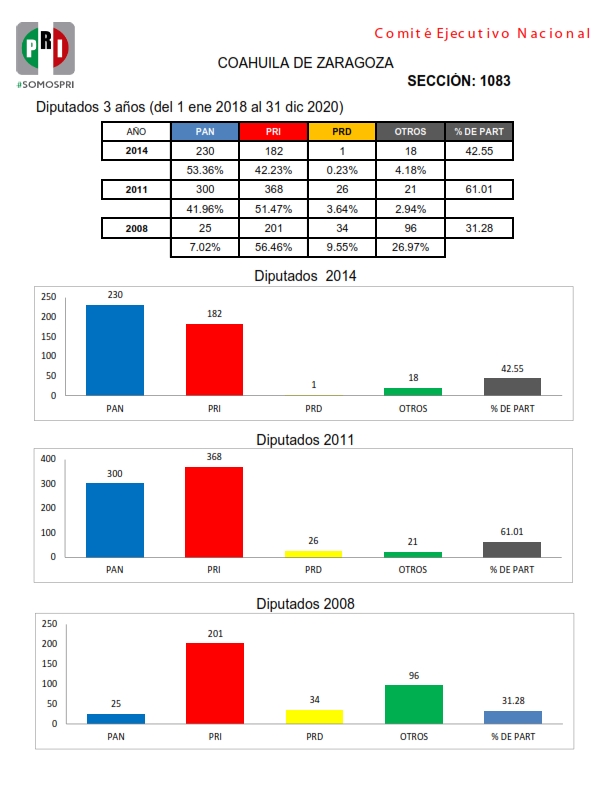 PRI
#SOMOSPRI
Comité Ejecutivo Nacional
COAHUILA DE ZARAGOZA
SECCIÓN: 1083
Diputados 3 años (del 1 ene 2018 al 31 dic 2020)
AÑO PAN PRI PRD OTROS % DE PART
2014 230 182 1 18 42.55
53.36% 42.23% 0.23% 4.18%
2011 300 368 26 21 61.01
41.96% 51.47% 3.64% 2.94%
2008 25 201 34 96 31.28
7.02% 56.46% 9.55% 26.97%
Diputados 2014
250
200
150
100
50
0
230
182
1
18
42.55
PAN PRI PRD OTROS % DE PART
Diputados 2011
400
300
200
100
0
300
368
26
21
61.01
PAN PRI PRD OTROS % DE PART
Diputados 2008
250
200
150
100
50
0
25
201
34
96
31.28
PAN PRI PRD OTROS % DE PART